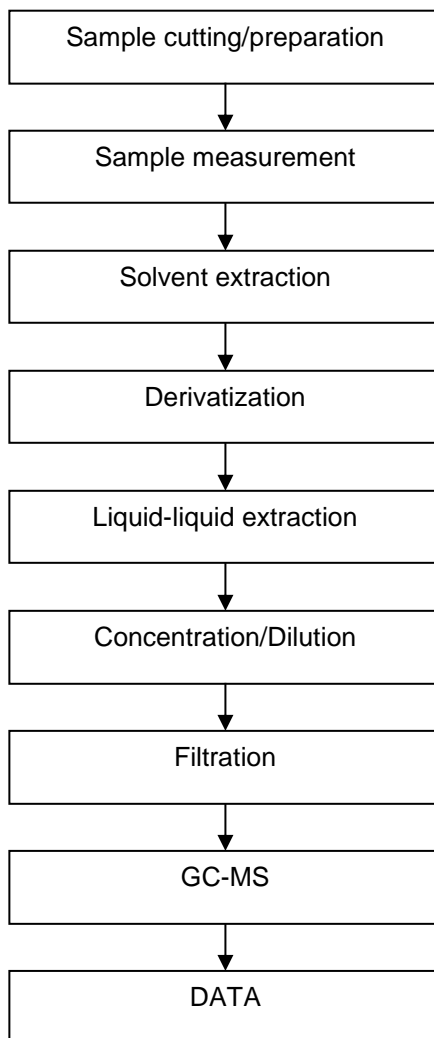 Sample cutting/preparation
Sample measurement
Solvent extraction
Derivatization
Liquid-liquid extraction
Concentration/Dilution
Filtration
GC-MS
DATA